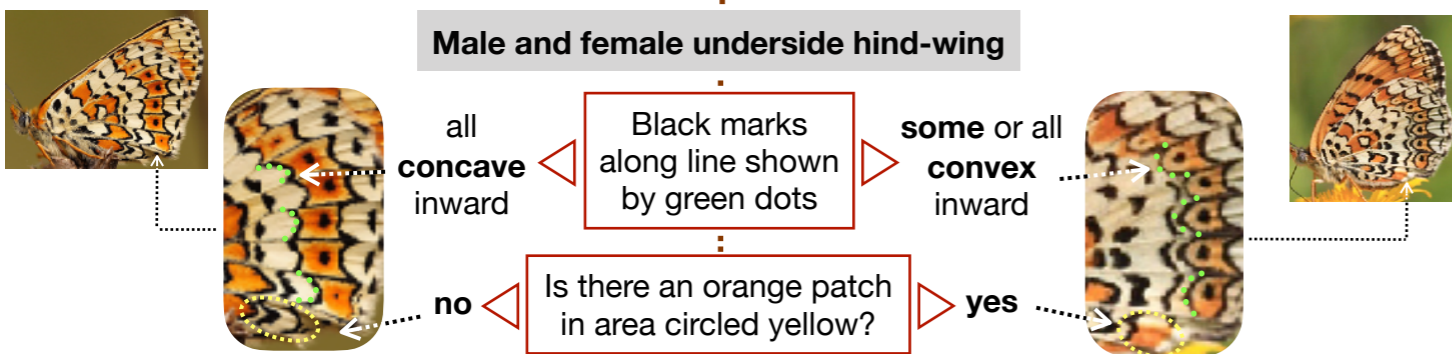 Male and female underside hind-wing
all
concave
inward
Black marks
along line shown
by green dots
some or all
convex
inward
no
Is there an orange patch
in area circled yellow?
yes